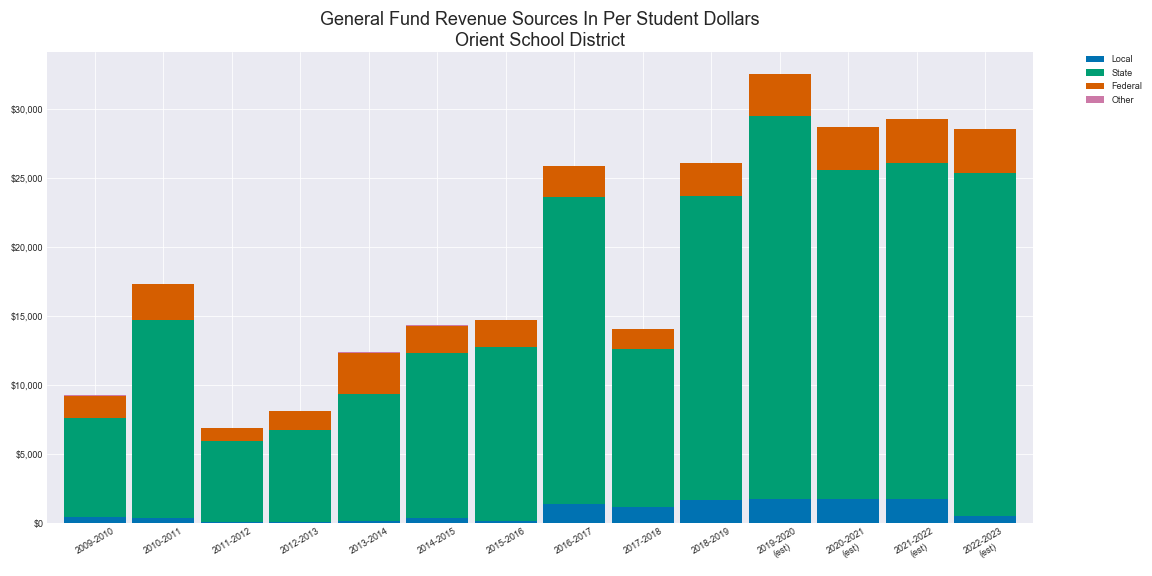 General Fund Revenue Sources In Per Student Dollars
Orient School District
Local
State
Federal
Other
$30,000
$25,000
$20,000
$15,000
$10,000
$5,000
$0
2009-2010
2010-2011
2011-2012
2012-2013
2013-2014
2014-2015
2015-2016
2016-2017
2017-2018
2018-2019
2019-2020
(est)
2020-2021
(est)
2021-2022
(est)
2022-2023
(est)